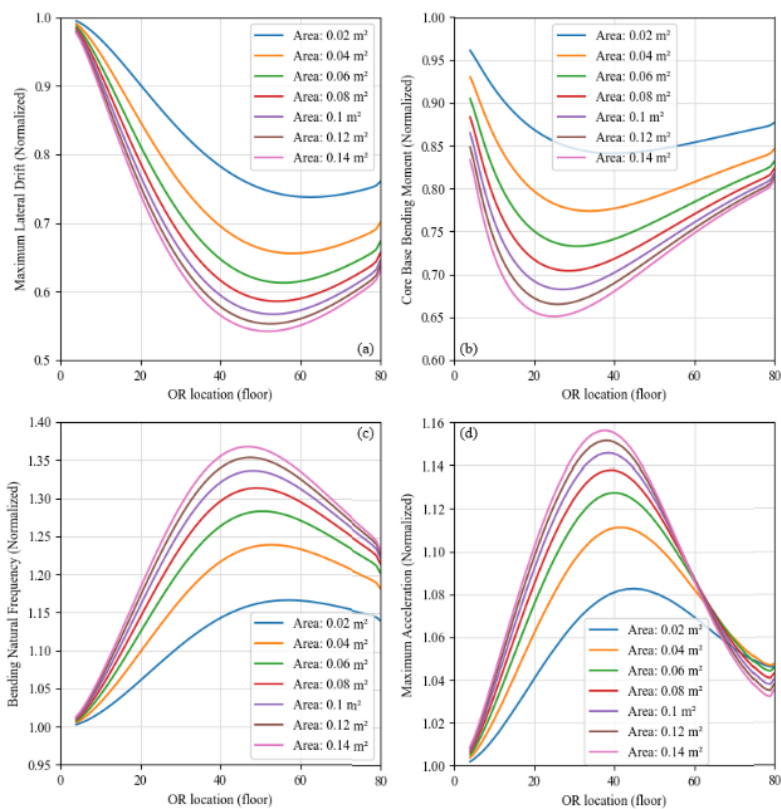 1.0
0.9
0.8
0.7
0.6
0.5
Maximum Lateral Drift (Normalized)
Area: 0.02 m²
Area: 0.04 m²
Area: 0.06 m²
Area: 0.08 m²
Area: 0.1 m²
Area: 0.12 m²
Area: 0.14 m²
(a)
0 20 40 60 80
OR location (floor)
1.00
0.95
0.90
0.85
0.80
0.75
0.70
0.65
0.60
Core Base Bending Moment (Normalized)
Area: 0.02 m²
Area: 0.04 m²
Area: 0.06 m²
Area: 0.08 m²
Area: 0.1 m²
Area: 0.12 m²
Area: 0.14 m²
(b)
0 20 40 60 80
OR location (floor)
1.40
1.35
1.30
1.25
1.20
1.15
1.10
1.05
1.00
0.95
Bending Natural Frequency (Normalized)
(c)
Area: 0.02 m²
Area: 0.04 m²
Area: 0.06 m²
Area: 0.08 m²
Area: 0.1 m²
Area: 0.12 m²
Area: 0.14 m²
0 20 40 60 80
OR location (floor)
1.16
1.14
1.12
1.10
1.08
1.06
1.04
1.02
1.00
Maximum Acceleration (Normalized)
(d)
Area: 0.02 m²
Area: 0.04 m²
Area: 0.06 m²
Area: 0.08 m²
Area: 0.1 m²
Area: 0.12 m²
Area: 0.14 m²
0 20 40 60 80
OR location (floor)